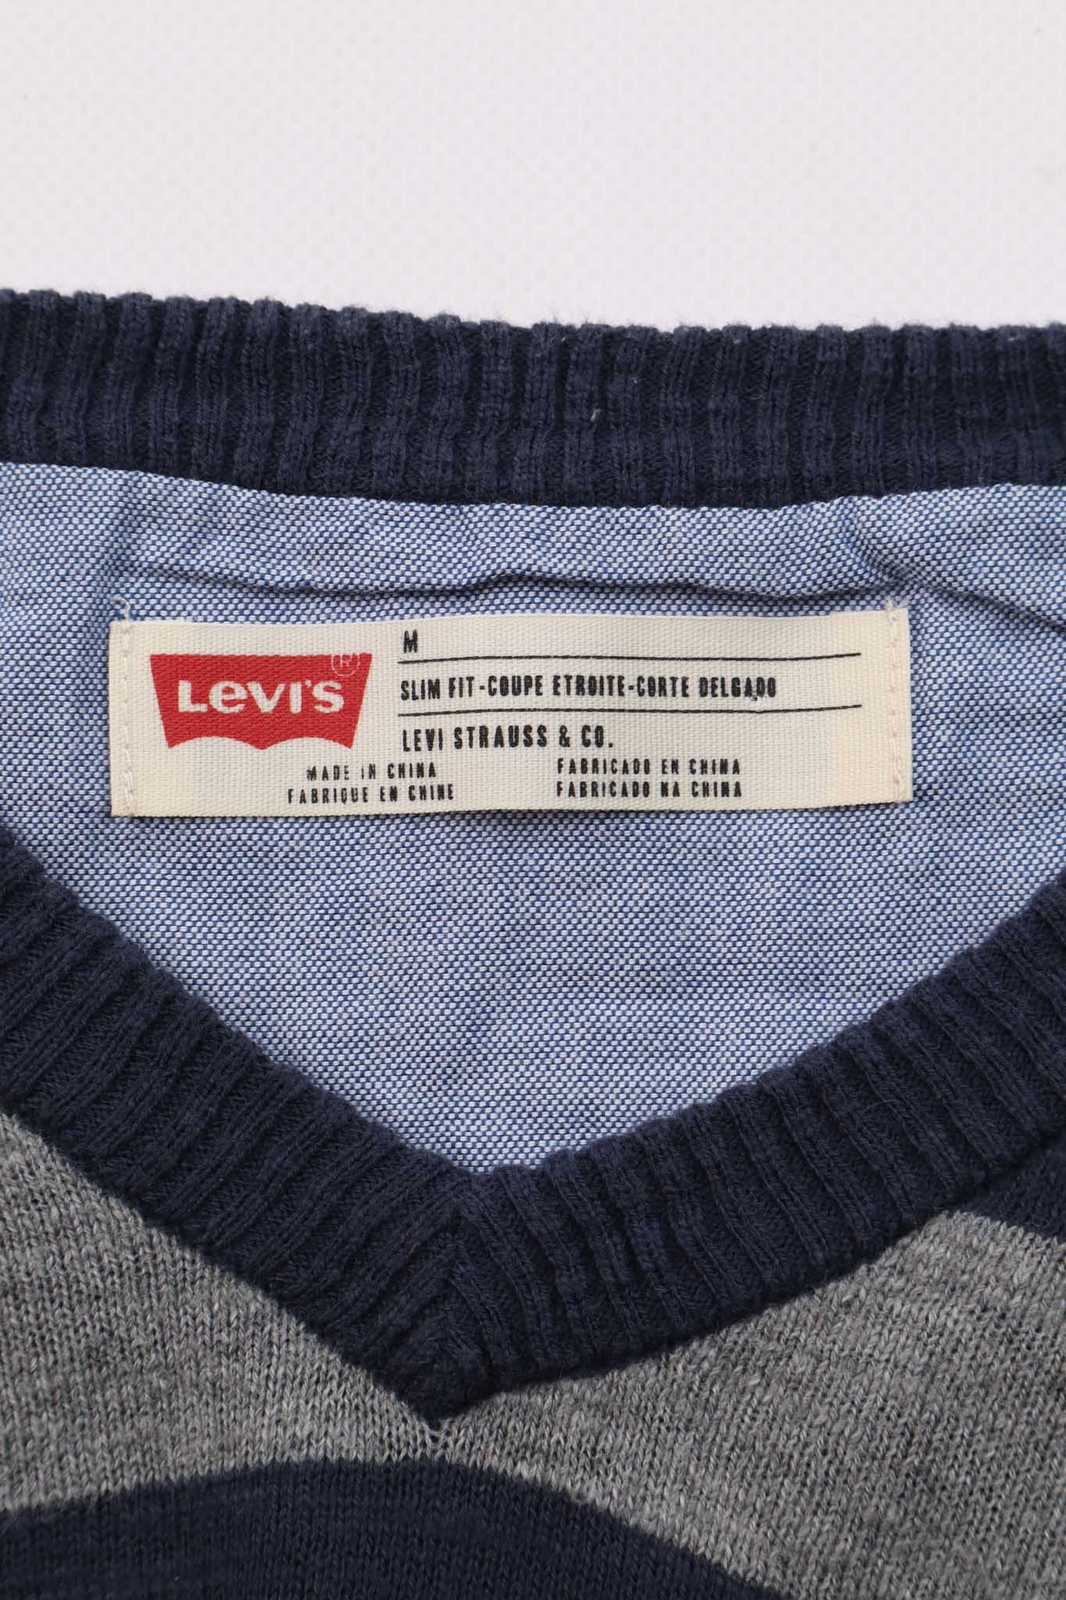 LEVI'S ®
M
SLIM FIT-COUPE ETROITE-CORTE DELGADO
LEVI STRAUSS & CO.
MADE IN CHINA
FABRIQUE EN CHINE
FABRICADO EN CHINA
FABRICADO NA CHINA